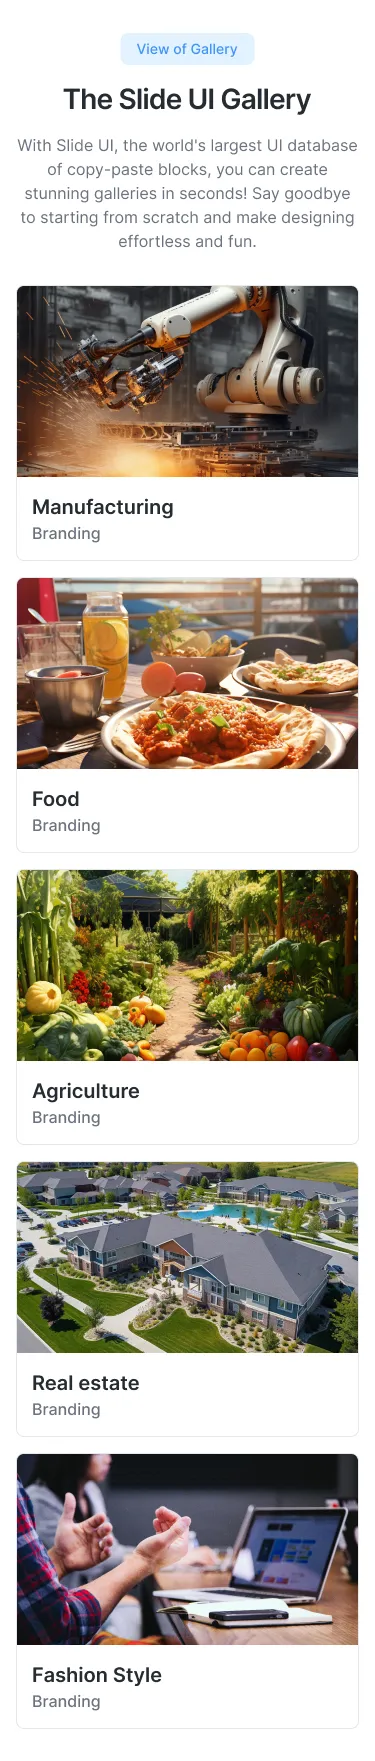 View of Gallery
The Slide UI Gallery
With Slide UI, the world's largest UI database
of copy-paste blocks, you can create
stunning galleries in seconds! Say goodbye
to starting from scratch and make designing
effortless and fun.
Manufacturing
Branding
Food
Branding
Agriculture
Branding
Real estate
Branding
Fashion Style
Branding